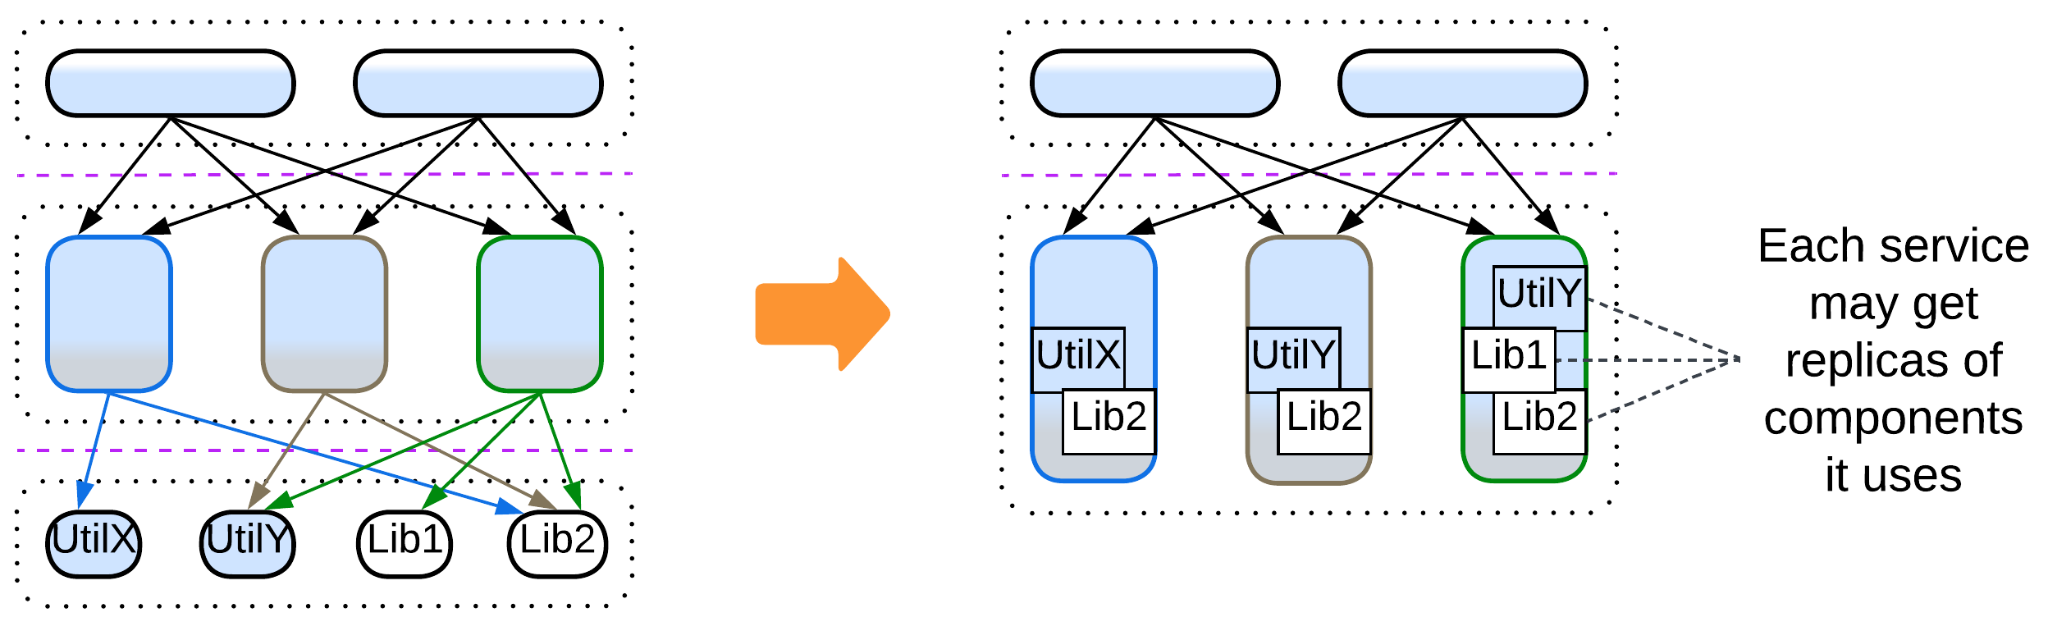 UtilX
UtilY
Lib1
Lib2
UtilX
Lib2
UtilY
Lib2
UtilY
Lib1
Lib2
Each service
may get
replicas of
components
it uses